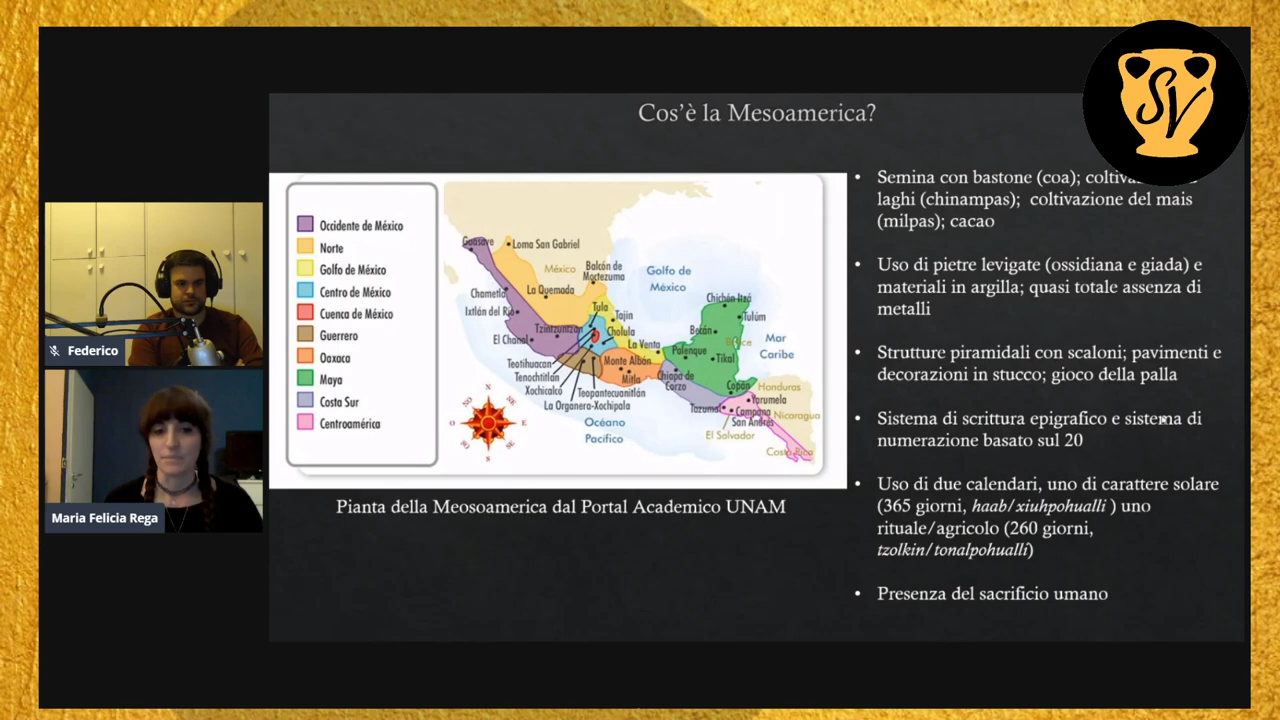 Cos'è la Mesoamerica?
SV
Semina con bastone (coa);
laghi (chinampas); coltivazione del mais
(milpas); cacao
Uso di pietre levigate (ossidiana e giada) e
materiali in argilla; quasi totale assenza di
metalli
Strutture piramidali con scaloni; pavimenti e
decorazioni in stucco; gioco della palla
Sistema di scrittura epigrafico e sistema di
numerazione basato sul 20
Uso di due calendari, uno di carattere solare
(365 giorni, haab/xiuhpohualli ) uno
rituale/agricolo (260 giorni,
tzolkin/tonalpohualli)
Presenza del sacrificio umano
Occidente de México
Norte
Golfo de México
Centro de México
Cuenca de México
Guerrero
Oaxaca
Maya
Costa Sur
Centroamérica
Guasave
Loma San Gabriel
México
Balcón de
Moctezuma
Golfo de
México
Chametla
La Quemada
Chichén Itzá
Ixtlán del Río
Tula
Tajín
Tulúm
Tzintzuntzan
Cholula
Becán
El Chanal
La Venta
Mar
Caribe
Palenque
Tikal
Teotihuacan
Monte Albán
Tenochtitlan
Mitla
Chiapa de
Corzo
Xochicalco
Teopantecuanitlán
Copán
Honduras
La Organera-Xochipala
Yarumela
Tazumal
Campana
Nicaragua
San Andrés
El Salvador
Océano
Pacífico
Costa Rica
N
NO
NE
O
E
SO
SE
S
Pianta della Meosoamerica dal Portal Academico UNAM
Federico
Maria Felicia Rega